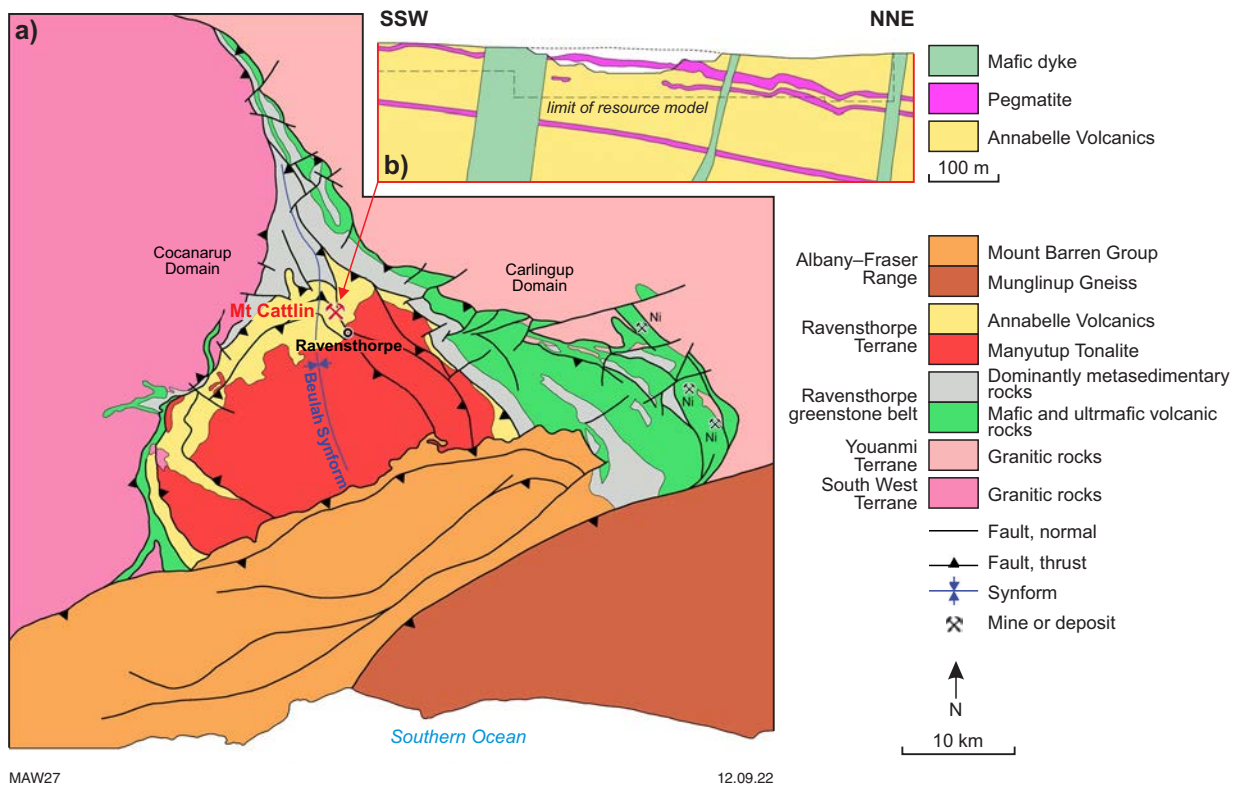 a)
SSW
NNE
limit of resource model
b)
Mafic dyke
Pegmatite
Annabelle Volcanics
100 m
Cocanarup
Domain
Carlingup
Domain
Mt Cattlin
Ravensthorpe
Beulah Synform
Ni
Ni
Ni
Southern Ocean
Albany–Fraser
Range
Mount Barren Group
Munglinup Gneiss
Ravensthorpe
Terrane
Annabelle Volcanics
Manyutup Tonalite
Ravensthorpe
greenstone belt
Dominantly metasedimentary
rocks
Mafic and ultrmafic volcanic
rocks
Youanmi
Terrane
Granitic rocks
South West
Terrane
Granitic rocks
Fault, normal
Fault, thrust
Synform
Mine or deposit
N
10 km
MAW27
12.09.22